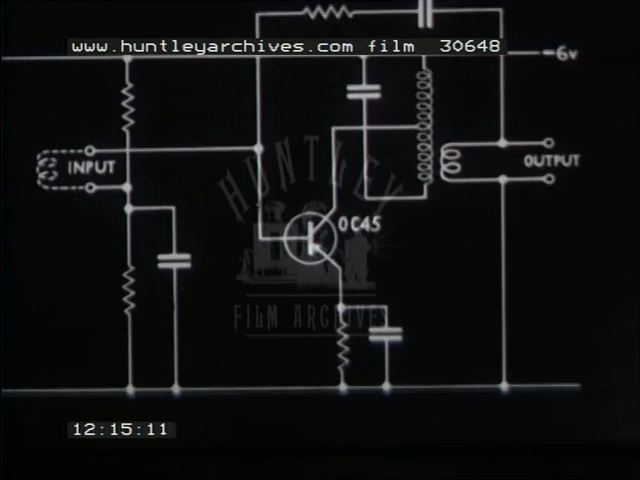 www.huntleyarchives.com film 30648
-6v
INPUT
OUTPUT
OC45
HUNTLEY
FILM ARCHIVES
12:15:11